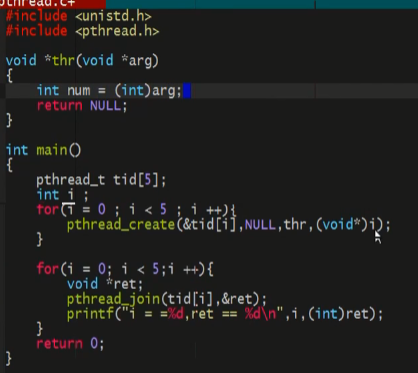 pthread.c+
#include <unistd.h>
#include <pthread.h>
void *thr(void *arg)
{
    int num = (int)arg;
    return NULL;
}
int main()
{
    pthread_t tid[5];
    int i ;
    for(i = 0 ; i < 5 ; i ++){
        pthread_create(&tid[i],NULL,thr,(void*)i);
    }
    for(i = 0; i < 5;i ++){
        void *ret;
        pthread_join(tid[i],&ret);
        printf("i = =%d,ret == %d\n",i,(int)ret);
    }
    return 0;
}